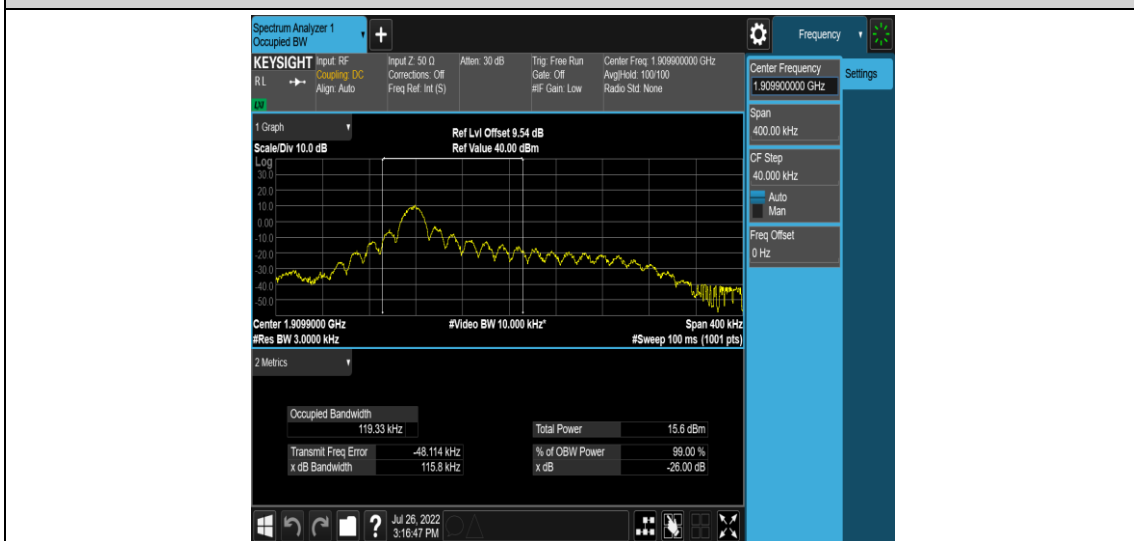 Spectrum Analyzer 1
Occupied BW
+
Frequency
KEYSIGHT
RL
LXI
Input: RF
Coupling: DC
Align: Auto
Input Z: 50 Ω
Corrections: Off
Freq Ref: Int (S)
Atten: 30 dB
Trig: Free Run
Gate: Off
#IF Gain: Low
Center Freq: 1.909900000 GHz
Avg|Hold: 100/100
Radio Std: None
Center Frequency
1.909900000 GHz
Settings
Span
400.00 kHz
CF Step
40.000 kHz
Auto
Man
Freq Offset
0 Hz
1 Graph
Ref Lvl Offset 9.54 dB
Scale/Div 10.0 dB
Ref Value 40.00 dBm
Log
30.0
20.0
10.0
0.00
-10.0
-20.0
-30.0
-40.0
-50.0
Center 1.9099000 GHz
#Video BW 10.000 kHz*
Span 400 kHz
#Res BW 3.0000 kHz
#Sweep 100 ms (1001 pts)
2 Metrics
Occupied Bandwidth
119.33 kHz
Total Power 15.6 dBm
Transmit Freq Error -48.114 kHz
% of OBW Power 99.00 %
x dB Bandwidth 115.8 kHz
x dB -26.00 dB
?
Jul 26, 2022
3:16:47 PM